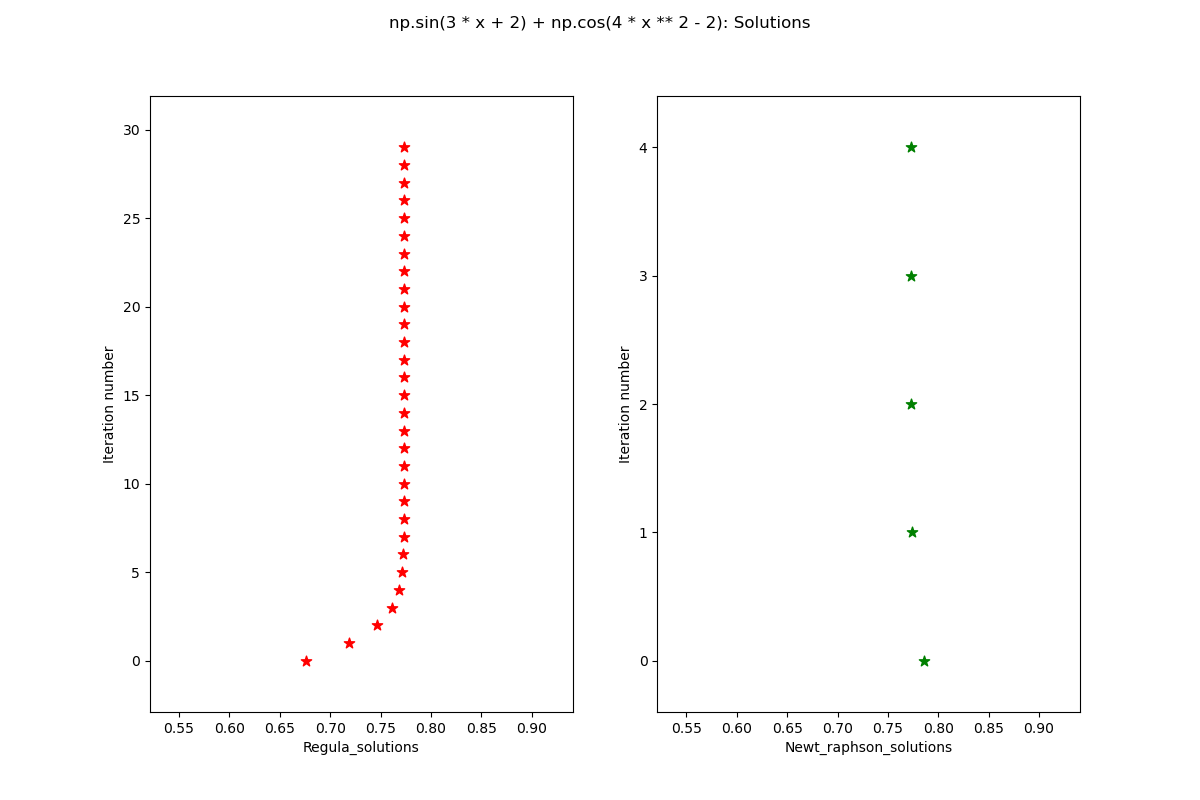 np.sin(3 * x + 2) + np.cos(4 * x ** 2 - 2): Solutions
Iteration number
30
25
20
15
10
5
0
0.55 0.60 0.65 0.70 0.75 0.80 0.85 0.90
Regula_solutions
Iteration number
4
3
2
1
0
0.55 0.60 0.65 0.70 0.75 0.80 0.85 0.90
Newt_raphson_solutions